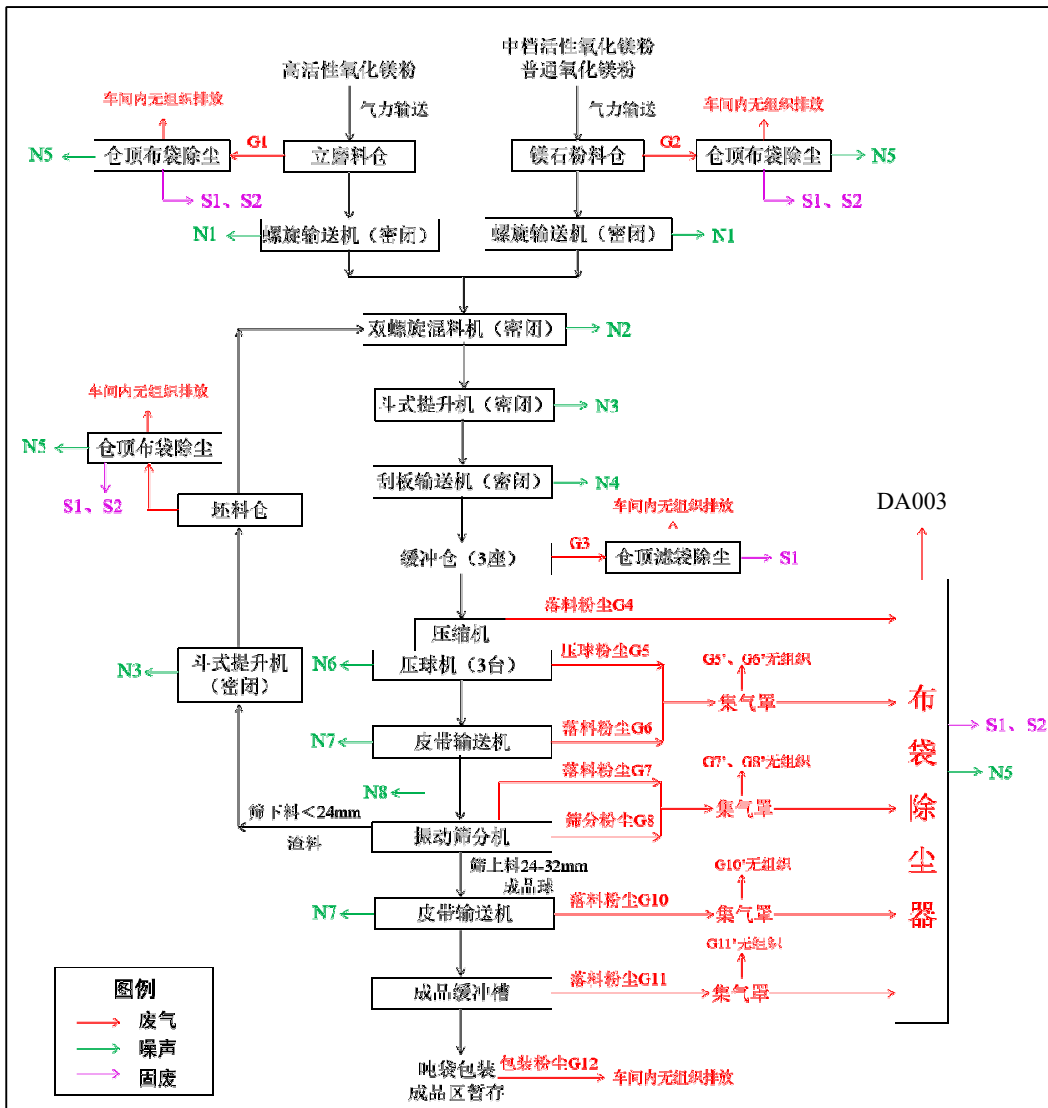 高活性氧化镁粉
中档活性氧化镁粉
普通氧化镁粉
车间内无组织排放
气力输送
气力输送
车间内无组织排放
N5
仓顶布袋除尘
G1
立磨料仓
镁石粉料仓
G2
仓顶布袋除尘
N5
S1、S2
S1、S2
N1
螺旋输送机（密闭）
螺旋输送机（密闭）
N1
双螺旋混料机（密闭）
N2
车间内无组织排放
斗式提升机（密闭）
N3
N5
仓顶布袋除尘
刮板输送机（密闭）
N4
S1、S2
坯料仓
车间内无组织排放
DA003
缓冲仓（3座）
G3
仓顶滤袋除尘
S1
落料粉尘G4
压缩机
N3
斗式提升机
（密闭）
N6
压球机（3台）
压球粉尘G5
G5’、G6’无组织
集气罩
N7
皮带输送机
落料粉尘G6
布袋除尘器
S1、S2
N5
N8
落料粉尘G7
G7’、G8’无组织
集气罩
筛下料＜24mm
渣料
振动筛分机
筛分粉尘G8
筛上料24-32mm
成品球
G10’无组织
N7
皮带输送机
落料粉尘G10
集气罩
G11’无组织
成品缓冲槽
落料粉尘G11
集气罩
图例
废气
噪声
固废
吨袋包装
成品区暂存
包装粉尘G12
车间内无组织排放